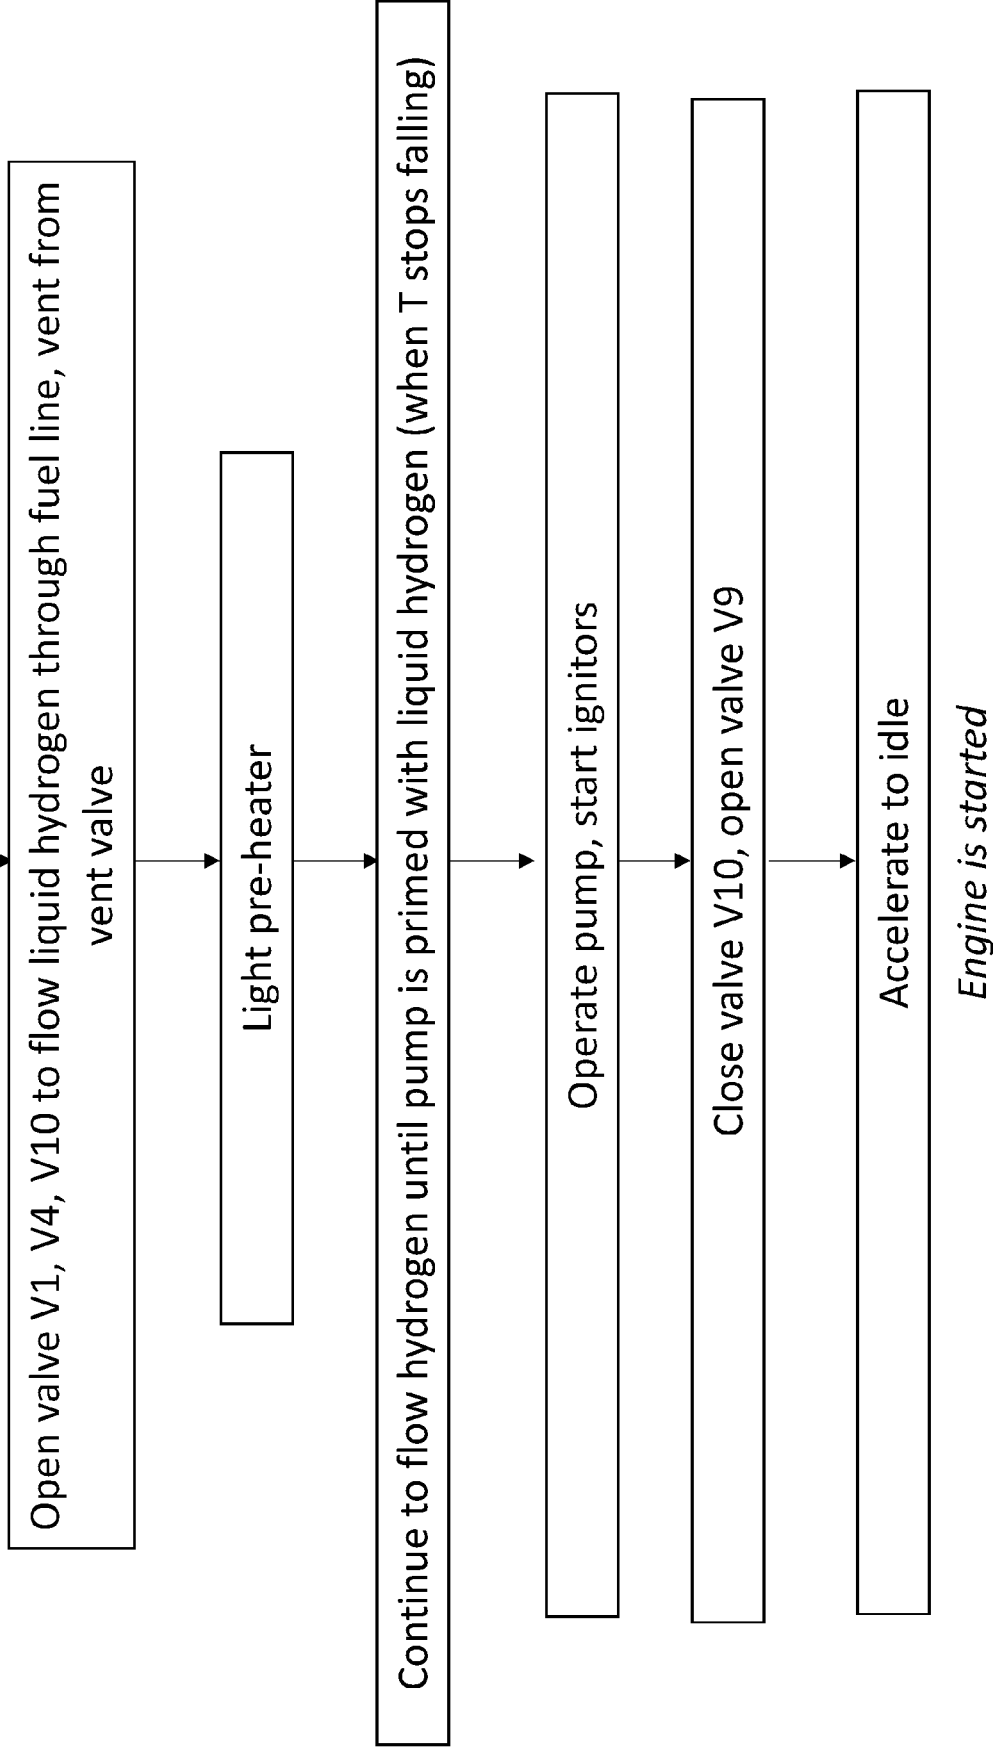 Open valve V1, V4, V10 to flow liquid hydrogen through fuel line, vent from
vent valve
Light pre-heater
Continue to flow hydrogen until pump is primed with liquid hydrogen (when T stops falling)
Operate pump, start ignitors
Close valve V10, open valve V9
Accelerate to idle
Engine is started